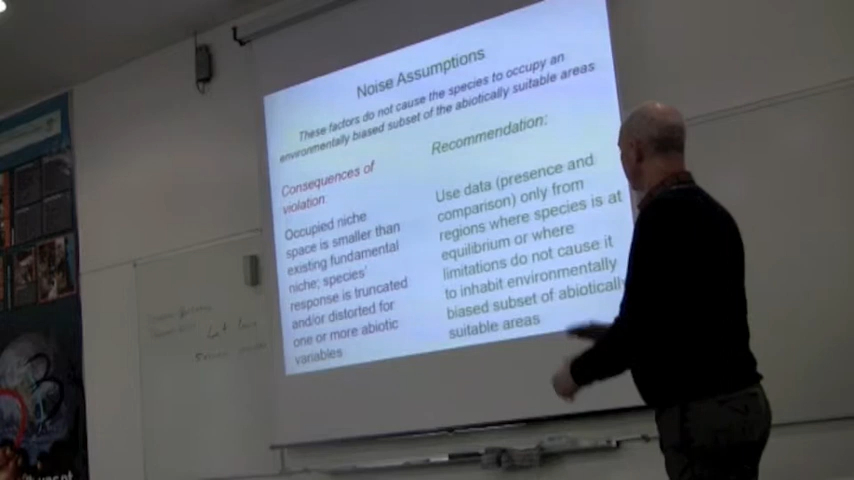 Noise Assumptions
These factors do not cause the species to occupy an
environmentally biased subset of the abiotically suitable areas
Consequences of
violation:
Occupied niche
space is smaller than
existing fundamental
niche; species'
response is truncated
and/or distorted for
one or more abiotic
variables
Recommendation:
Use data (presence and
comparison) only from
regions where species is at
equilibrium or where
limitations do not cause it
to inhabit environmentally
biased subset of abiotically
suitable areas